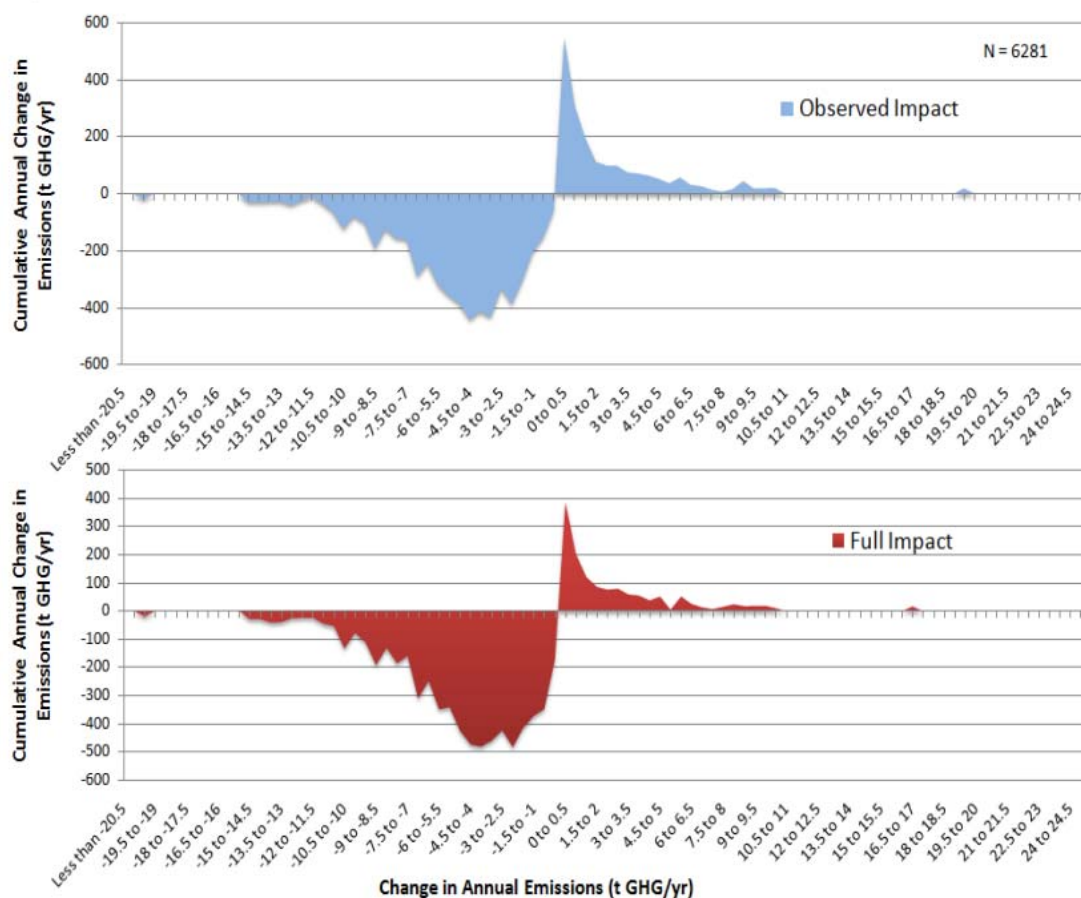 600
400
200
0
-200
-400
-600
Cumulative Annual Change in
Emissions (t GHG/yr)
N = 6281
Observed Impact
Less than -20.5
-19.5 to -19
-18 to -17.5
-16.5 to -16
-15 to -14.5
-13.5 to -13
-12 to -11.5
-10.5 to -10
-9 to -8.5
-7.5 to -7
-6 to -5.5
-4.5 to -4
-3 to -2.5
-1.5 to -1
0 to 0.5
1.5 to 2
3 to 3.5
4.5 to 5
6 to 6.5
7.5 to 8
9 to 9.5
10.5 to 11
12 to 12.5
13.5 to 14
15 to 15.5
16.5 to 17
18 to 18.5
19.5 to 20
21 to 21.5
22.5 to 23
24 to 24.5
500
400
300
200
100
0
-100
-200
-300
-400
-500
-600
Cumulative Annual Change in
Emissions (t GHG/yr)
Full Impact
Less than -20.5
-19.5 to -19
-18 to -17.5
-16.5 to -16
-15 to -14.5
-13.5 to -13
-12 to -11.5
-10.5 to -10
-9 to -8.5
-7.5 to -7
-6 to -5.5
-4.5 to -4
-3 to -2.5
-1.5 to -1
0 to 0.5
1.5 to 2
3 to 3.5
4.5 to 5
6 to 6.5
7.5 to 8
9 to 9.5
10.5 to 11
12 to 12.5
13.5 to 14
15 to 15.5
16.5 to 17
18 to 18.5
19.5 to 20
21 to 21.5
22.5 to 23
24 to 24.5
Change in Annual Emissions (t GHG/yr)